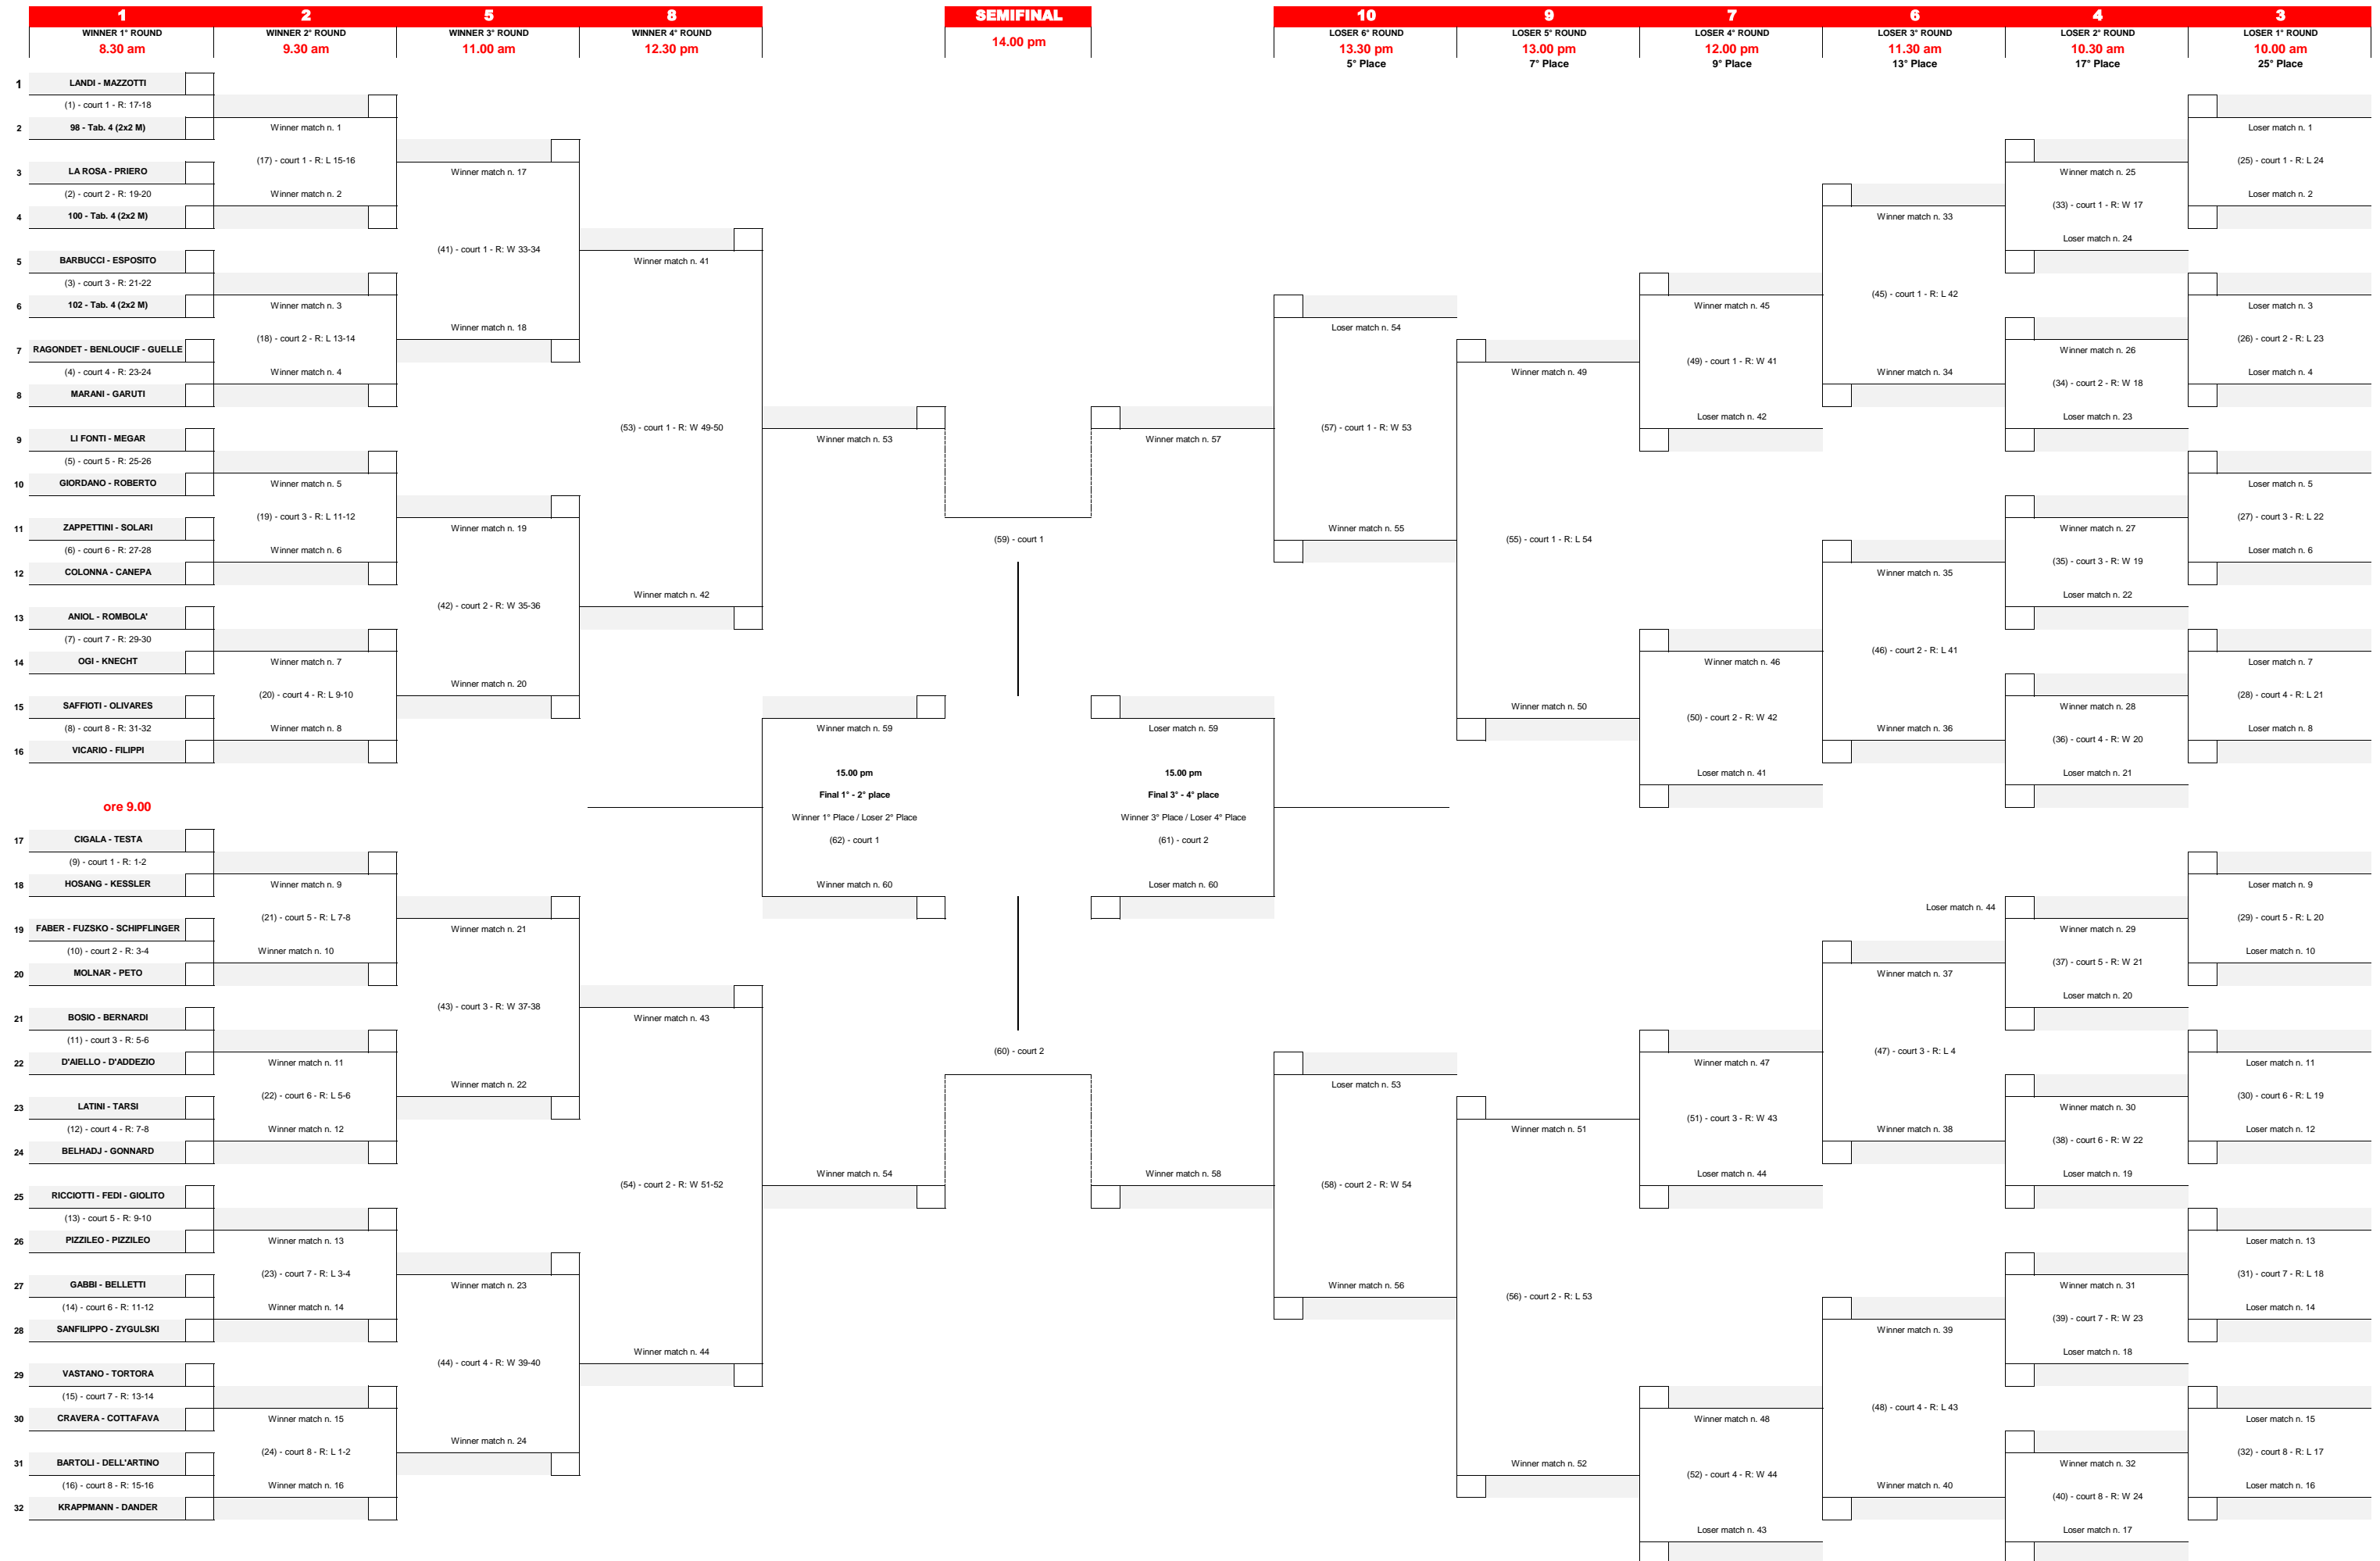 1 2 5 8 SEMIFINAL 10 9 7 6 4 3
WINNER 1° ROUND WINNER 2° ROUND WINNER 3° ROUND WINNER 4° ROUND LOSER 6° ROUND LOSER 5° ROUND LOSER 4° ROUND LOSER 3° ROUND LOSER 2° ROUND LOSER 1° ROUND
8.30 am 9.30 am 11.00 am 12.30 pm 14.00 pm 13.30 pm 13.00 pm 12.00 pm 11.30 am 10.30 am 10.00 am
5° Place 7° Place 9° Place 13° Place 17° Place 25° Place
1 LANDI - MAZZOTTI
(1) - court 1 - R: 17-18
2 98 - Tab. 4 (2x2 M)
3 LA ROSA - PRIERO
(2) - court 2 - R: 19-20
4 100 - Tab. 4 (2x2 M)
5 BARBUCCI - ESPOSITO
(3) - court 3 - R: 21-22
6 102 - Tab. 4 (2x2 M)
7 RAGONDET - BENLOUCIF - GUELLE
(4) - court 4 - R: 23-24
8 MARANI - GARUTI
9 LI FONTI - MEGAR
(5) - court 5 - R: 25-26
10 GIORDANO - ROBERTO
11 ZAPPETTINI - SOLARI
(6) - court 6 - R: 27-28
12 COLONNA - CANEPA
13 ANIOL - ROMBOLA'
(7) - court 7 - R: 29-30
14 OGI - KNECHT
15 SAFFIOTI - OLIVARES
(8) - court 8 - R: 31-32
16 VICARIO - FILIPPI
ore 9.00
17 CIGALA - TESTA
(9) - court 1 - R: 1-2
18 HOSANG - KESSLER
19 FABER - FUZSKO - SCHIPFLINGER
(10) - court 2 - R: 3-4
20 MOLNAR - PETO
21 BOSIO - BERNARDI
(11) - court 3 - R: 5-6
22 D'AIELLO - D'ADDEZIO
23 LATINI - TARSI
(12) - court 4 - R: 7-8
24 BELHADJ - GONNARD
25 RICCIOTTI - FEDI - GIOLITO
(13) - court 5 - R: 9-10
26 PIZZILEO - PIZZILEO
27 GABBI - BELLETTI
(14) - court 6 - R: 11-12
28 SANFILIPPO - ZYGULSKI
29 VASTANO - TORTORA
(15) - court 7 - R: 13-14
30 CRAVERA - COTTAFAVA
31 BARTOLI - DELL'ARTINO
(16) - court 8 - R: 15-16
32 KRAPPMANN - DANDER
Winner match n. 1
(17) - court 1 - R: L 15-16
Winner match n. 2
Winner match n. 3
(18) - court 2 - R: L 13-14
Winner match n. 4
Winner match n. 5
(19) - court 3 - R: L 11-12
Winner match n. 6
Winner match n. 7
(20) - court 4 - R: L 9-10
Winner match n. 8
Winner match n. 9
(21) - court 5 - R: L 7-8
Winner match n. 10
Winner match n. 11
(22) - court 6 - R: L 5-6
Winner match n. 12
Winner match n. 13
(23) - court 7 - R: L 3-4
Winner match n. 14
Winner match n. 15
(24) - court 8 - R: L 1-2
Winner match n. 16
Winner match n. 17
(41) - court 1 - R: W 33-34
Winner match n. 18
Winner match n. 19
(42) - court 2 - R: W 35-36
Winner match n. 20
Winner match n. 21
(43) - court 3 - R: W 37-38
Winner match n. 22
Winner match n. 23
(44) - court 4 - R: W 39-40
Winner match n. 24
Winner match n. 41
(53) - court 1 - R: W 49-50
Winner match n. 42
Winner match n. 43
(54) - court 2 - R: W 51-52
Winner match n. 44
Winner match n. 53
Winner match n. 59
15.00 pm
Final 1° - 2° place
Winner 1° Place / Loser 2° Place
(62) - court 1
Winner match n. 60
Winner match n. 54
(59) - court 1
(60) - court 2
Winner match n. 57
Loser match n. 59
15.00 pm
Final 3° - 4° place
Winner 3° Place / Loser 4° Place
(61) - court 2
Loser match n. 60
Winner match n. 58
Loser match n. 54
(57) - court 1 - R: W 53
Winner match n. 55
Loser match n. 53
(58) - court 2 - R: W 54
Winner match n. 56
Winner match n. 49
(55) - court 1 - R: L 54
Winner match n. 50
Winner match n. 51
(56) - court 2 - R: L 53
Winner match n. 52
Winner match n. 45
(49) - court 1 - R: W 41
Loser match n. 42
Winner match n. 46
(50) - court 2 - R: W 42
Loser match n. 41
Winner match n. 47
(51) - court 3 - R: W 43
Loser match n. 44
Winner match n. 48
(52) - court 4 - R: W 44
Loser match n. 43
Winner match n. 33
(45) - court 1 - R: L 42
Winner match n. 34
Winner match n. 35
(46) - court 2 - R: L 41
Winner match n. 36
Loser match n. 44
Winner match n. 37
(47) - court 3 - R: L 4
Winner match n. 38
Winner match n. 39
(48) - court 4 - R: L 43
Winner match n. 40
Winner match n. 25
(33) - court 1 - R: W 17
Loser match n. 24
Winner match n. 26
(34) - court 2 - R: W 18
Loser match n. 23
Winner match n. 27
(35) - court 3 - R: W 19
Loser match n. 22
Winner match n. 28
(36) - court 4 - R: W 20
Loser match n. 21
Winner match n. 29
(37) - court 5 - R: W 21
Loser match n. 20
Winner match n. 30
(38) - court 6 - R: W 22
Loser match n. 19
Winner match n. 31
(39) - court 7 - R: W 23
Loser match n. 18
Winner match n. 32
(40) - court 8 - R: W 24
Loser match n. 17
Loser match n. 1
(25) - court 1 - R: L 24
Loser match n. 2
Loser match n. 3
(26) - court 2 - R: L 23
Loser match n. 4
Loser match n. 5
(27) - court 3 - R: L 22
Loser match n. 6
Loser match n. 7
(28) - court 4 - R: L 21
Loser match n. 8
Loser match n. 9
(29) - court 5 - R: L 20
Loser match n. 10
Loser match n. 11
(30) - court 6 - R: L 19
Loser match n. 12
Loser match n. 13
(31) - court 7 - R: L 18
Loser match n. 14
Loser match n. 15
(32) - court 8 - R: L 17
Loser match n. 16